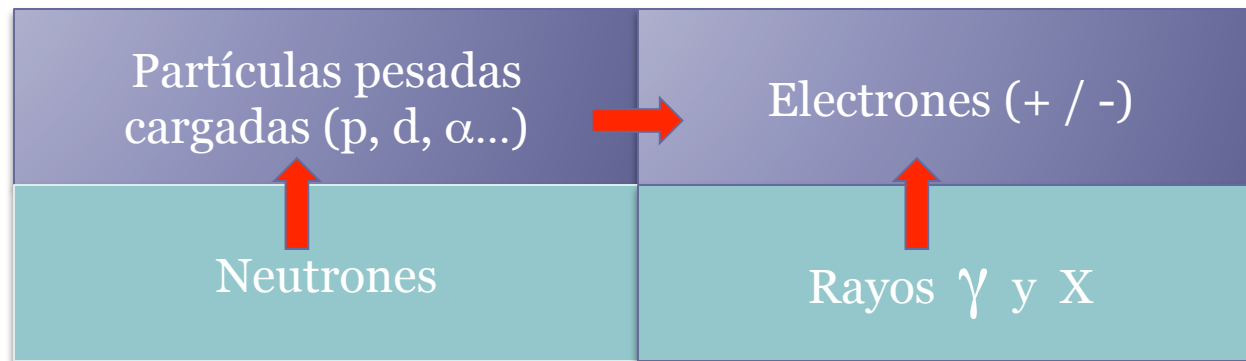 Partículas pesadas
cargadas (p, d, α...)
Electrones (+ / -)
Neutrones
Rayos γ y X